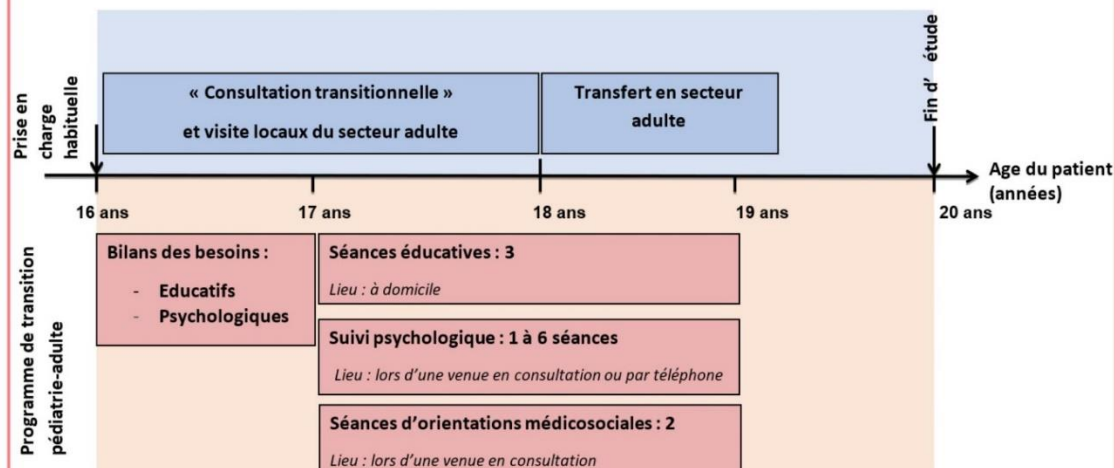 Prise en
charge
habituelle
« Consultation transitionnelle »
et visite locaux du secteur adulte
Transfert en secteur
adulte
Fin d' étude
Age du patient
(années)
16 ans
17 ans
18 ans
19 ans
20 ans
Programme de transition
pédiatrie-adulte
Bilans des besoins :
- Educatifs
- Psychologiques
Séances éducatives : 3
Lieu : à domicile
Suivi psychologique : 1 à 6 séances
Lieu : lors d'une venue en consultation ou par téléphone
Séances d'orientations médicosociales : 2
Lieu : lors d'une venue en consultation